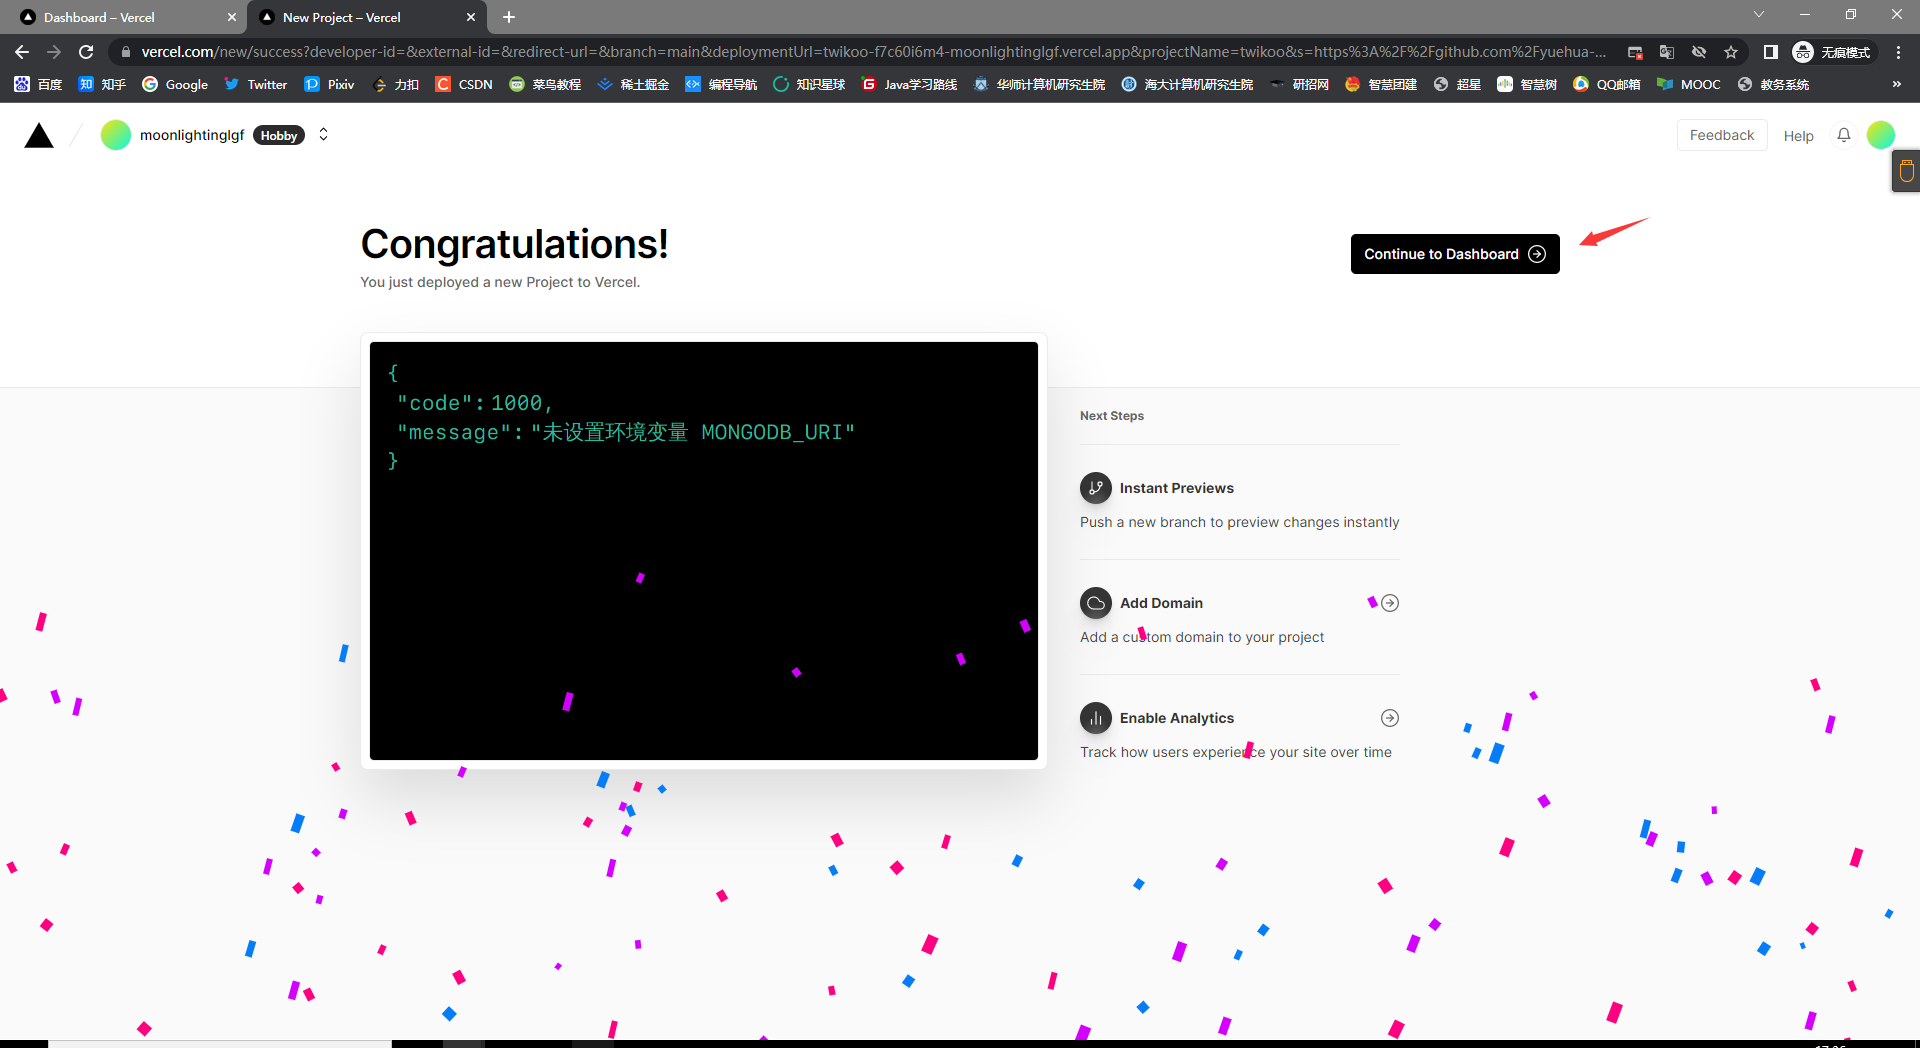 Dashboard – Vercel
New Project – Vercel
vercel.com/new/success?developer-id=&external-id=&redirect-url=&branch=main&deploymentUrl=twikoo-f7c60i6m4-moonlightinglgf.vercel.app&projectName=twikoo&s=https%3A%2F%2Fgithub.com%2Fyuehua-...
无痕模式
百度 知乎 Google Twitter Pixiv 力扣 CSDN 菜鸟教程 稀土掘金 编程导航 知识星球 Java学习路线 华师计算机研究生院 海大计算机研究生院 研招网 智慧团建 超星 智慧树 QQ邮箱 MOOC 教务系统 »
moonlightinglgf Hobby
Feedback Help
Congratulations!
You just deployed a new Project to Vercel.
Continue to Dashboard
{
"code": 1000,
"message": "未设置环境变量 MONGODB_URI"
}
Next Steps
Instant Previews
Push a new branch to preview changes instantly
Add Domain
Add a custom domain to your project
Enable Analytics
Track how users experience your site over time